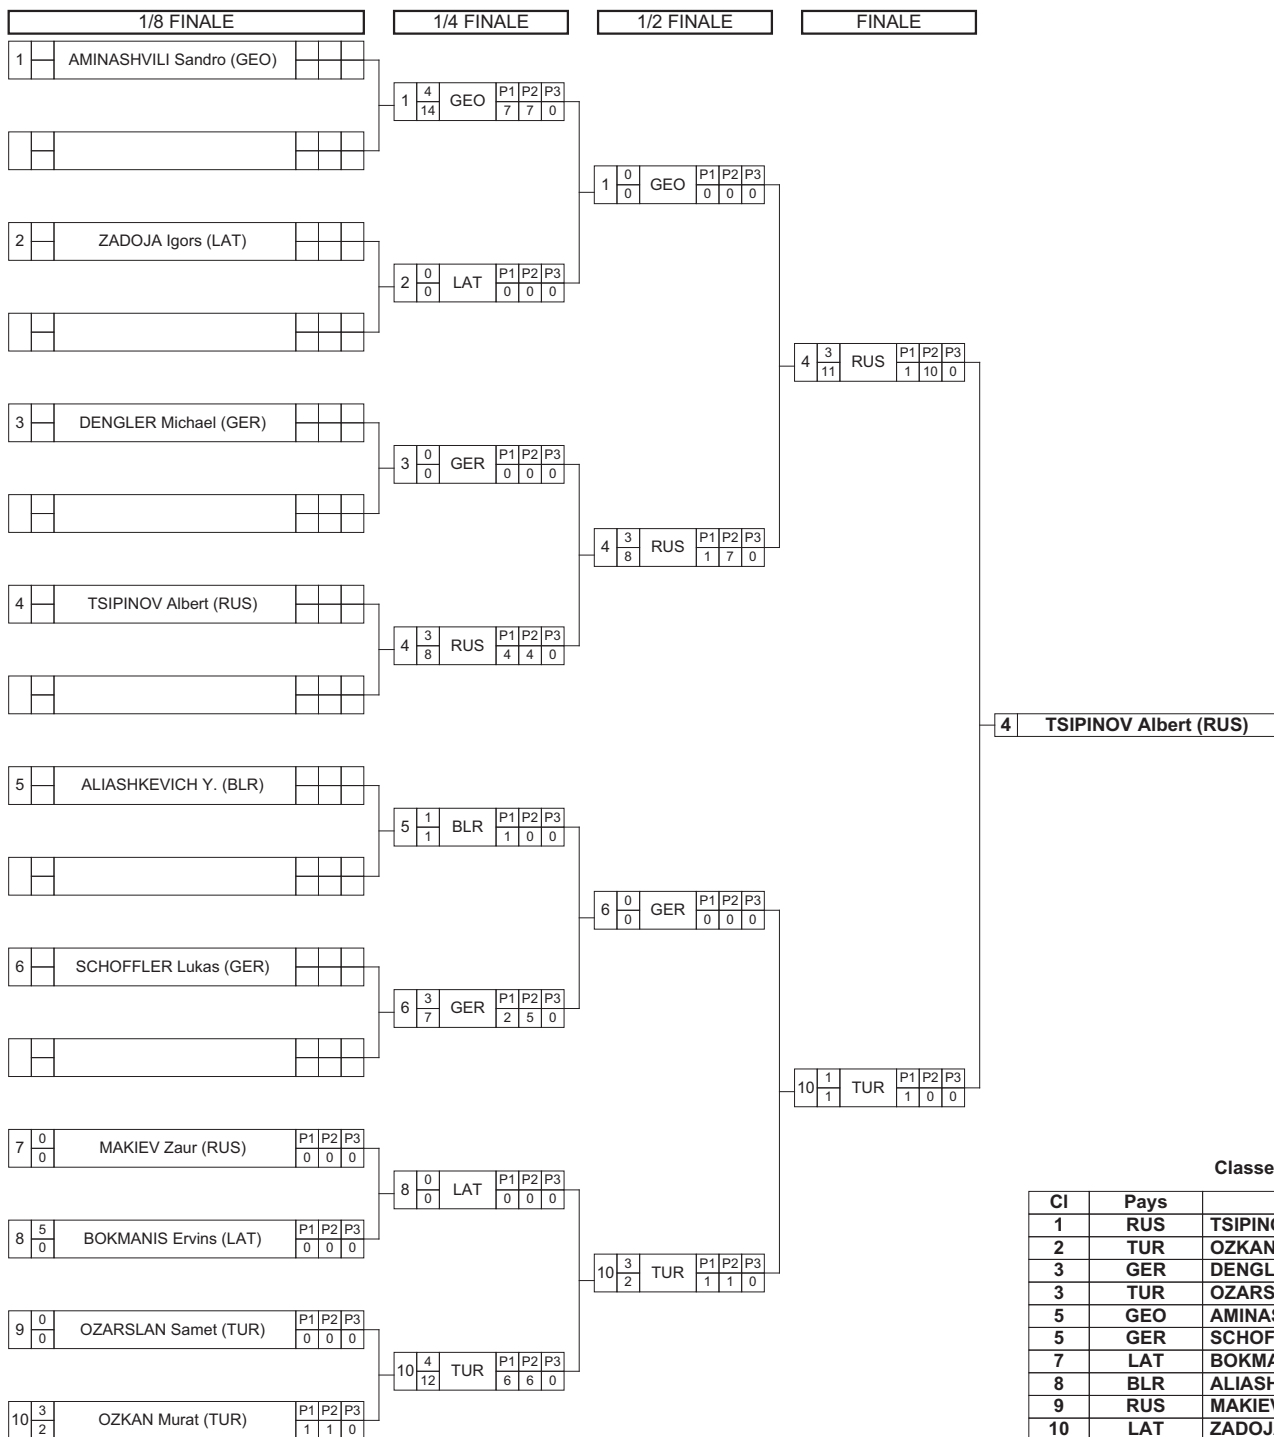 1/8 FINALE 1/4 FINALE 1/2 FINALE FINALE
1 AMINASHVILI Sandro (GEO)
1 4 14 GEO P1 P2 P3 7 7 0
1 0 0 GEO P1 P2 P3 0 0 0
2 ZADOJA Igors (LAT)
2 0 0 LAT P1 P2 P3 0 0 0
4 3 11 RUS P1 P2 P3 1 10 0
3 DENGLER Michael (GER)
3 0 0 GER P1 P2 P3 0 0 0
4 3 8 RUS P1 P2 P3 1 7 0
4 TSIPINOV Albert (RUS)
4 3 8 RUS P1 P2 P3 4 4 0
4 TSIPINOV Albert (RUS)
5 ALIASHKEVICH Y. (BLR)
5 1 1 BLR P1 P2 P3 1 0 0
6 0 0 GER P1 P2 P3 0 0 0
6 SCHOFFLER Lukas (GER)
6 3 7 GER P1 P2 P3 2 5 0
10 1 1 TUR P1 P2 P3 1 0 0
7 0 0 MAKIEV Zaur (RUS) P1 P2 P3 0 0 0
8 0 0 LAT P1 P2 P3 0 0 0
8 5 0 BOKMANIS Ervins (LAT) P1 P2 P3 0 0 0
10 3 2 TUR P1 P2 P3 1 1 0
9 0 0 OZARSLAN Samet (TUR) P1 P2 P3 0 0 0
10 4 12 TUR P1 P2 P3 6 6 0
10 3 2 OZKAN Murat (TUR) P1 P2 P3 1 1 0
Classe
Cl Pays
1 RUS TSIPINO
2 TUR OZKAN
3 GER DENGL
3 TUR OZARS
5 GEO AMINAS
5 GER SCHOF
7 LAT BOKMA
8 BLR ALIASH
9 RUS MAKIEV
10 LAT ZADOJA